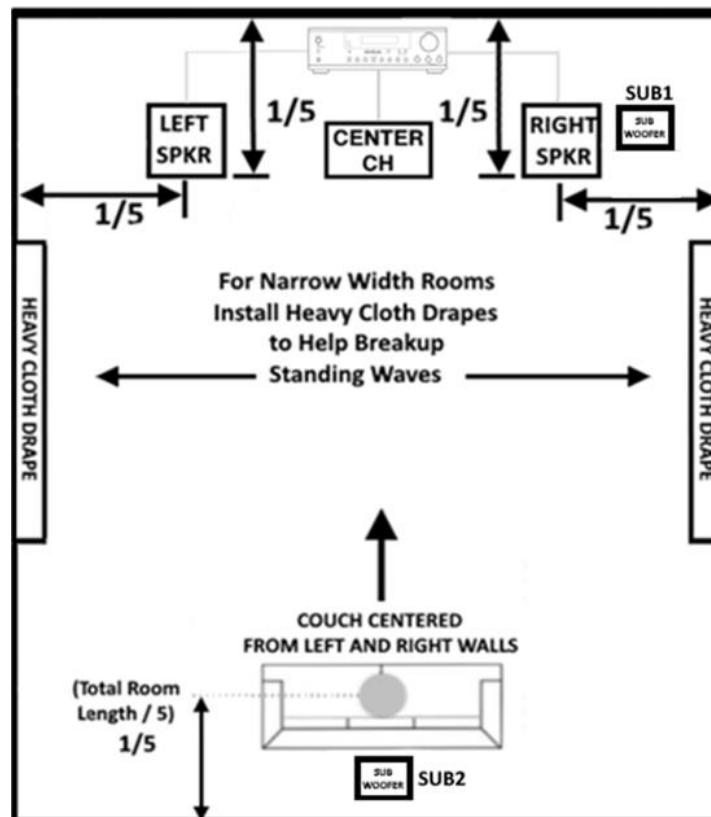 SUB1
SUB
WOOFER
LEFT
SPKR
1/5
CENTER
CH
1/5
RIGHT
SPKR
1/5
1/5
HEAVY CLOTH DRAPE
For Narrow Width Rooms
Install Heavy Cloth Drapes
to Help Breakup
Standing Waves
HEAVY CLOTH DRAPE
COUCH CENTERED
FROM LEFT AND RIGHT WALLS
(Total Room
Length / 5)
1/5
SUB
WOOFER
SUB2